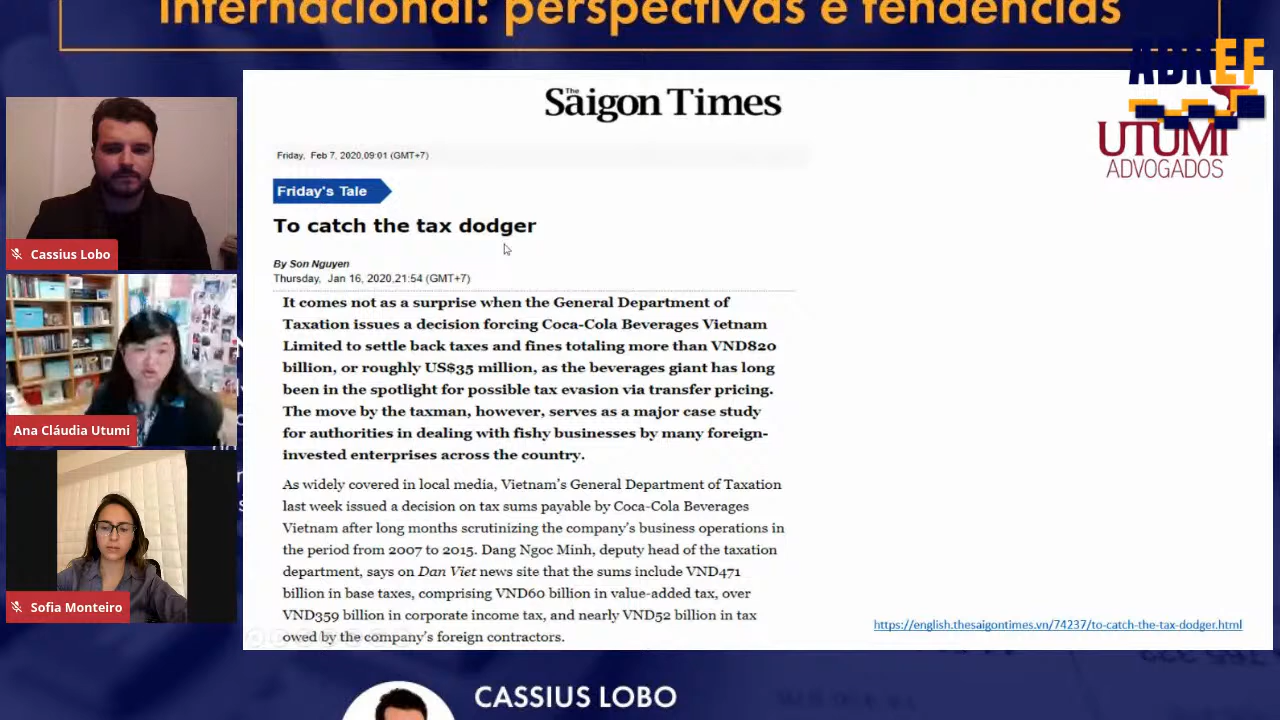 internacional: perspectivas e tendências
ABREF
The
Saigon Times
UTUMI
ADVOGADOS
Friday, Feb 7, 2020,09:01 (GMT+7)
Friday's Tale
To catch the tax dodger
By Son Nguyen
Thursday, Jan 16, 2020,21:54 (GMT+7)
It comes not as a surprise when the General Department of
Taxation issues a decision forcing Coca-Cola Beverages Vietnam
Limited to settle back taxes and fines totaling more than VND820
billion, or roughly US$35 million, as the beverages giant has long
been in the spotlight for possible tax evasion via transfer pricing.
The move by the taxman, however, serves as a major case study
for authorities in dealing with fishy businesses by many foreign-
invested enterprises across the country.
As widely covered in local media, Vietnam's General Department of Taxation
last week issued a decision on tax sums payable by Coca-Cola Beverages
Vietnam after long months scrutinizing the company's business operations in
the period from 2007 to 2015. Dang Ngoc Minh, deputy head of the taxation
department, says on Dan Viet news site that the sums include VND471
billion in base taxes, comprising VND60 billion in value-added tax, over
VND359 billion in corporate income tax, and nearly VND52 billion in tax
owed by the company's foreign contractors.
https://english.thesaigontimes.vn/74237/to-catch-the-tax-dodger.html
Cassius Lobo
Ana Cláudia Utumi
Sofia Monteiro
CASSIUS LOBO